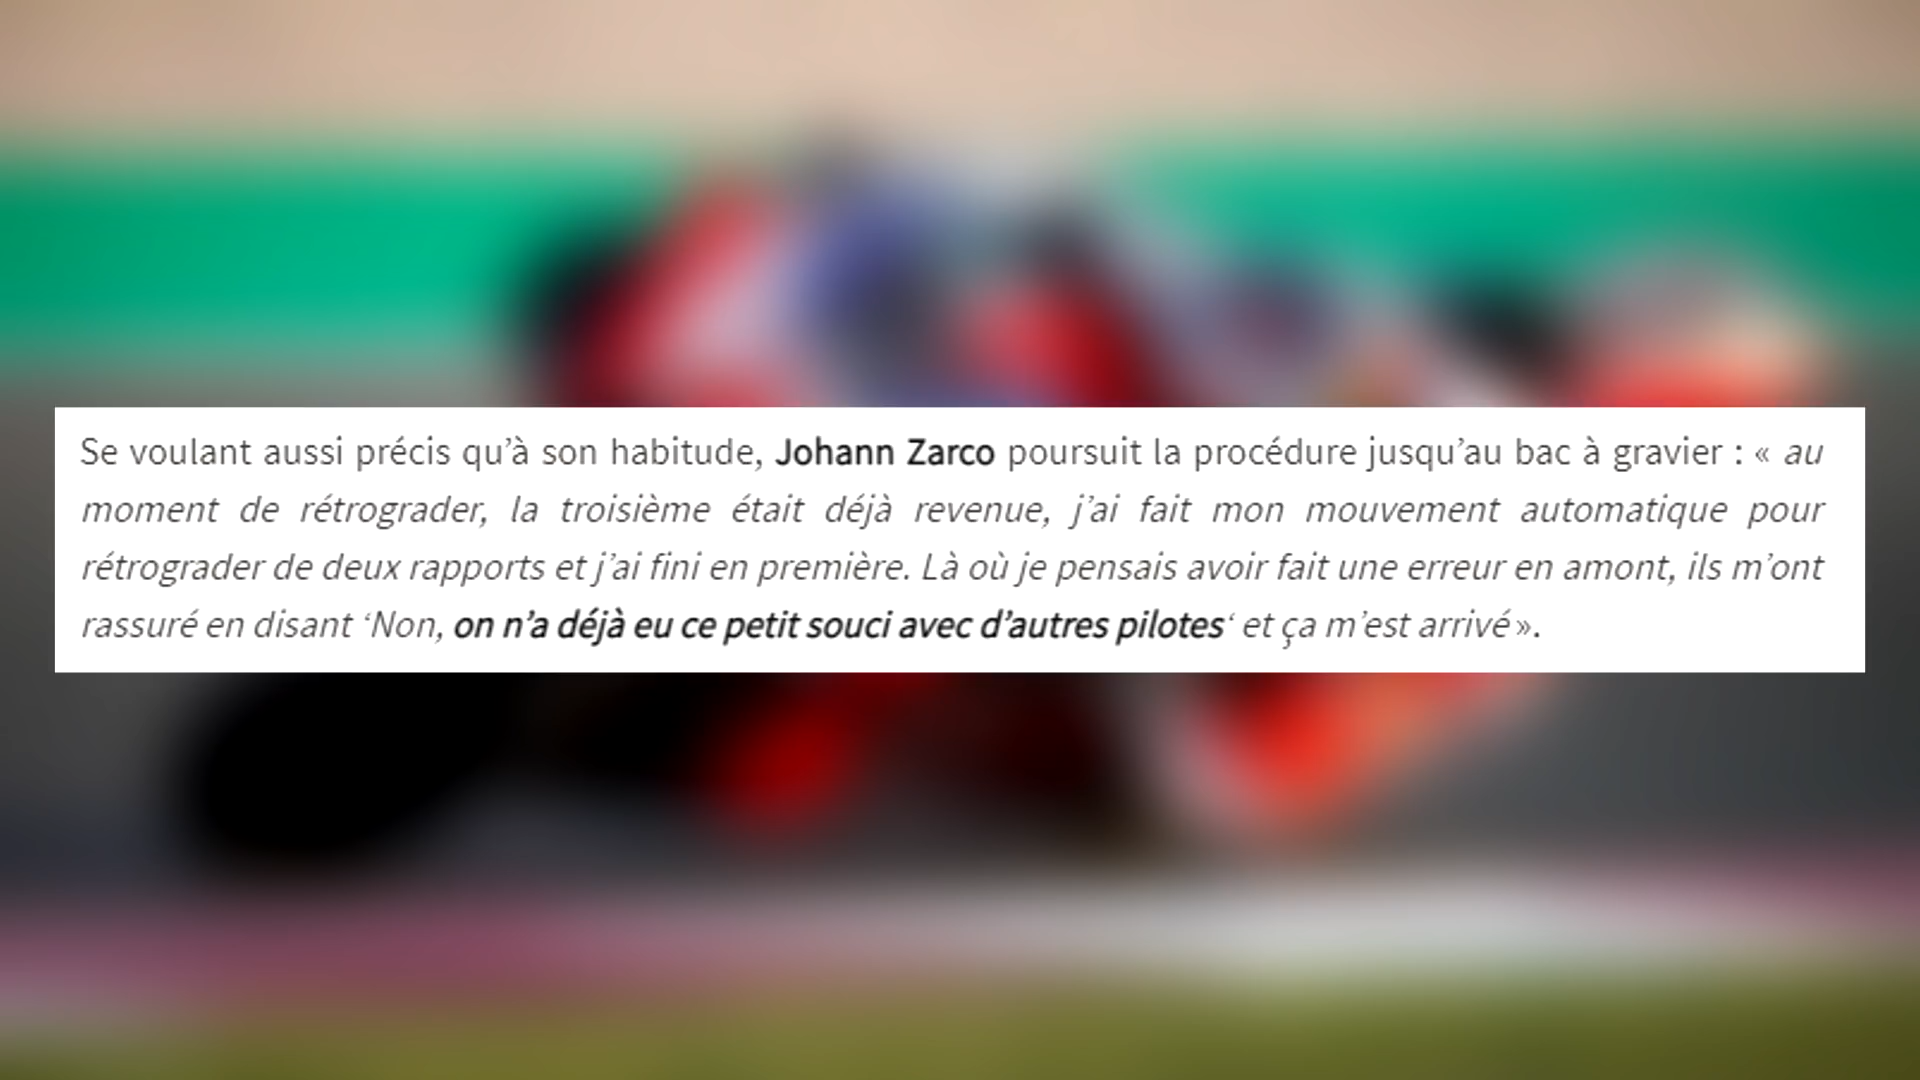 Se voulant aussi précis qu’à son habitude, Johann Zarco poursuit la procédure jusqu’au bac à gravier : « au
moment de rétrograder, la troisième était déjà revenue, j’ai fait mon mouvement automatique pour
rétrograder de deux rapports et j’ai fini en première. Là où je pensais avoir fait une erreur en amont, ils m’ont
rassuré en disant ‘Non, on n’a déjà eu ce petit souci avec d’autres pilotes‘ et ça m’est arrivé ».